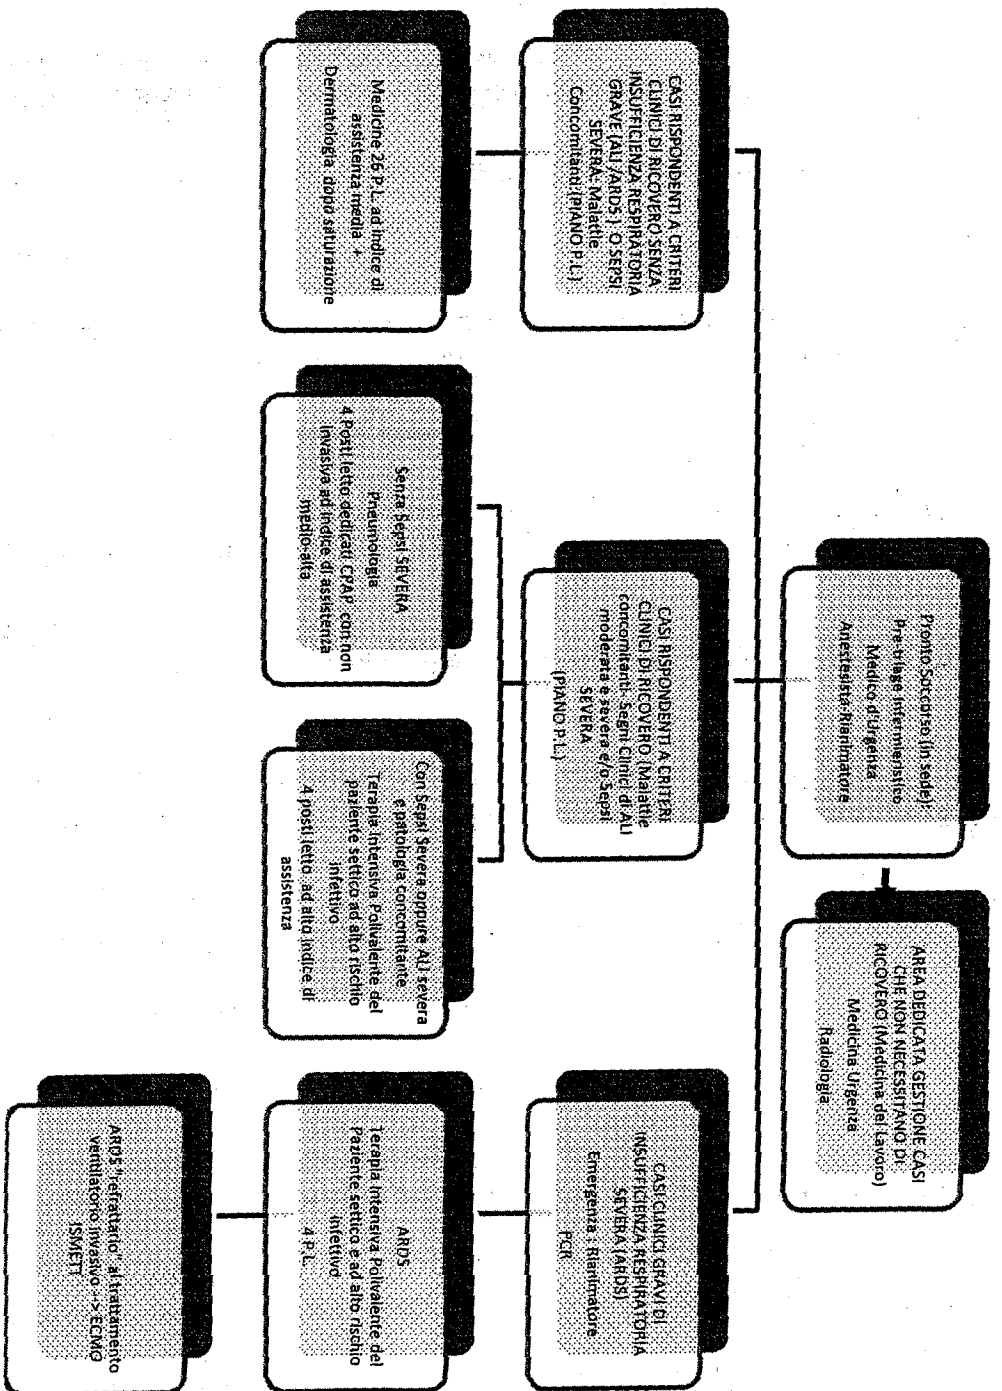 Pronto Soccorso (in sede)
Pre-triage Infermieristico
Medico d'Urgenza
Anestesista-Rianimatore
AREA DEDICATA GESTIONE CASI
CHE NON NECESSITANO DI
RICOVERO (Medicina del Lavoro)
Medicina Urgenza
Radiologia
CASI RISPONDENTI A CRITERI
CLINICI DI RICOVERO SENZA
INSUFFICIENZA RESPIRATORIA
GRAVE (ALI /ARDS ) O SEPSI
SEVERA- Malattie
Concomitanti (PIANO P.L.)
CASI RISPONDENTI A CRITERI
CLINICI DI RICOVERO (Malattie
concomitanti- Segni Clinici di ALI
moderata e severa e/o Sepsi
SEVERA
(PIANO P.L.)
CASI CLINICI GRAVI DI
INSUFFICIENZA RESPIRATORIA
SEVERA (ARDS)
Emergenza : Rianimatore
PCR
Medicine 26 P.L. ad indice di
assistenza media +
Dermatologia dopo saturazione
Senza Sepsi SEVERA
Pneumologia
4 Posti letto dedicati CPAP con non
invasiva ad indice di assistenza
medio-alta
Con Sepsi Severa oppure ALI severa
e patologia concomitante
Terapia Intensiva Polivalente del
paziente settico ad alto rischio
infettivo
4 posti letto ad alto indice di
assistenza
ARDS
Terapia Intensiva Polivalente del
Paziente settico e ad alto rischio
infettivo
4 P.L.
ARDS "refrattario" al trattamento
ventilatorio invasivo--> ECMO
ISMETT